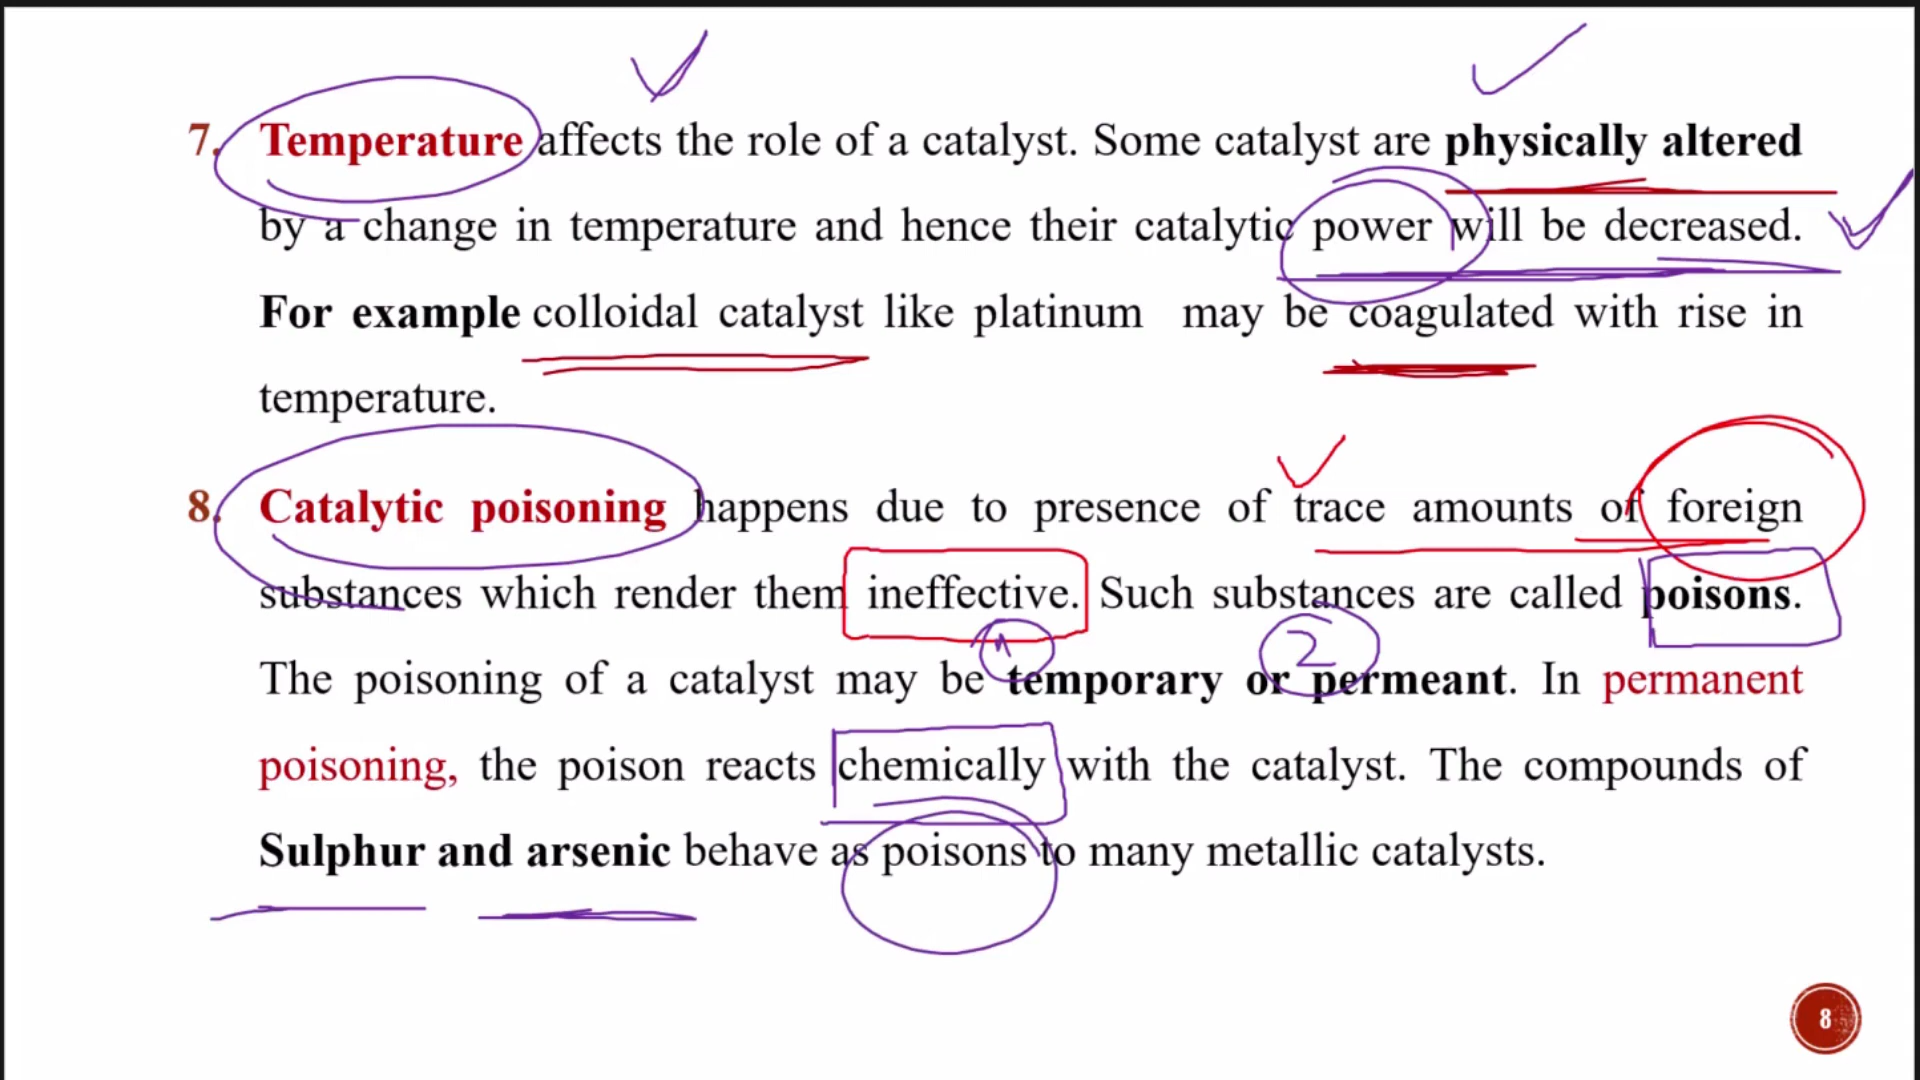 7. Temperature affects the role of a catalyst. Some catalyst are physically altered
by a change in temperature and hence their catalytic power will be decreased.
For example colloidal catalyst like platinum may be coagulated with rise in
temperature.
8. Catalytic poisoning happens due to presence of trace amounts of foreign
substances which render them ineffective. Such substances are called poisons.
1 2
The poisoning of a catalyst may be temporary or permeant. In permanent
poisoning, the poison reacts chemically with the catalyst. The compounds of
Sulphur and arsenic behave as poisons to many metallic catalysts.
8